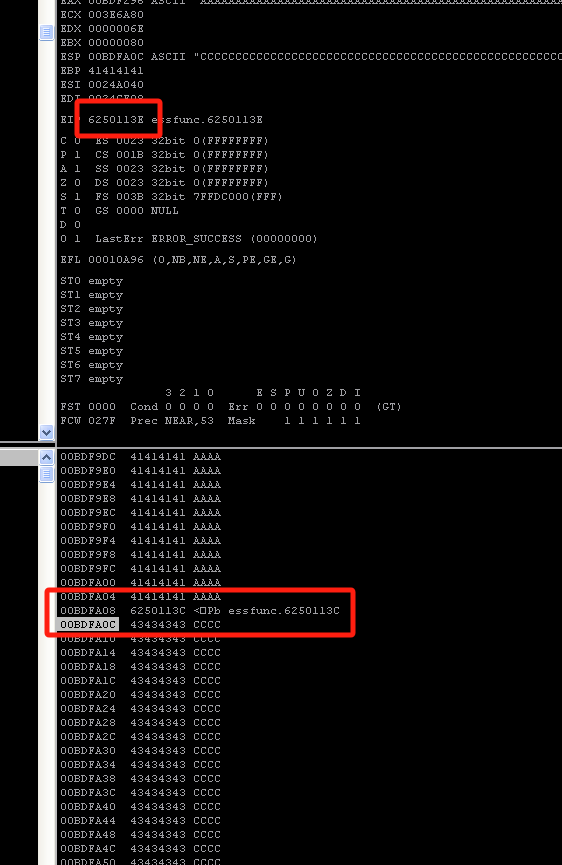 EAX 00BDF296 ASCII "AAAAAAAAAAAAAAAAAAAAAAAAAAAAAAAAAAAAAAAAAAAAAAAAAAAA
ECX 003E6A80
EDX 0000006E
EBX 00000080
ESP 00BDFA0C ASCII "CCCCCCCCCCCCCCCCCCCCCCCCCCCCCCCCCCCCCCCCCCCCCCCCCCCC
EBP 41414141
ESI 0024A040
EDI
EIP 6250113E essfunc.6250113E
C 0 ES 0023 32bit 0(FFFFFFFF)
P 1 CS 001B 32bit 0(FFFFFFFF)
A 1 SS 0023 32bit 0(FFFFFFFF)
Z 0 DS 0023 32bit 0(FFFFFFFF)
S 1 FS 003B 32bit 7FFDC000(FFF)
T 0 GS 0000 NULL
D 0
O 1 LastErr ERROR_SUCCESS (00000000)
EFL 00010A96 (O,NB,NE,A,S,PE,GE,G)
ST0 empty
ST1 empty
ST2 empty
ST3 empty
ST4 empty
ST5 empty
ST6 empty
ST7 empty
3 2 1 0 E S P U O Z D I
FST 0000 Cond 0 0 0 0 Err 0 0 0 0 0 0 0 0 (GT)
FCW 027F Prec NEAR,53 Mask 1 1 1 1 1 1
00BDF9DC 41414141 AAAA
00BDF9E0 41414141 AAAA
00BDF9E4 41414141 AAAA
00BDF9E8 41414141 AAAA
00BDF9EC 41414141 AAAA
00BDF9F0 41414141 AAAA
00BDF9F4 41414141 AAAA
00BDF9F8 41414141 AAAA
00BDF9FC 41414141 AAAA
00BDFA00 41414141 AAAA
00BDFA04 41414141 AAAA
00BDFA08 6250113C <□Pb essfunc.6250113C
00BDFA0C 43434343 CCCC
00BDFA10 43434343 CCCC
00BDFA14 43434343 CCCC
00BDFA18 43434343 CCCC
00BDFA1C 43434343 CCCC
00BDFA20 43434343 CCCC
00BDFA24 43434343 CCCC
00BDFA28 43434343 CCCC
00BDFA2C 43434343 CCCC
00BDFA30 43434343 CCCC
00BDFA34 43434343 CCCC
00BDFA38 43434343 CCCC
00BDFA3C 43434343 CCCC
00BDFA40 43434343 CCCC
00BDFA44 43434343 CCCC
00BDFA48 43434343 CCCC
00BDFA4C 43434343 CCCC
00BDFA50 43434343 CCCC